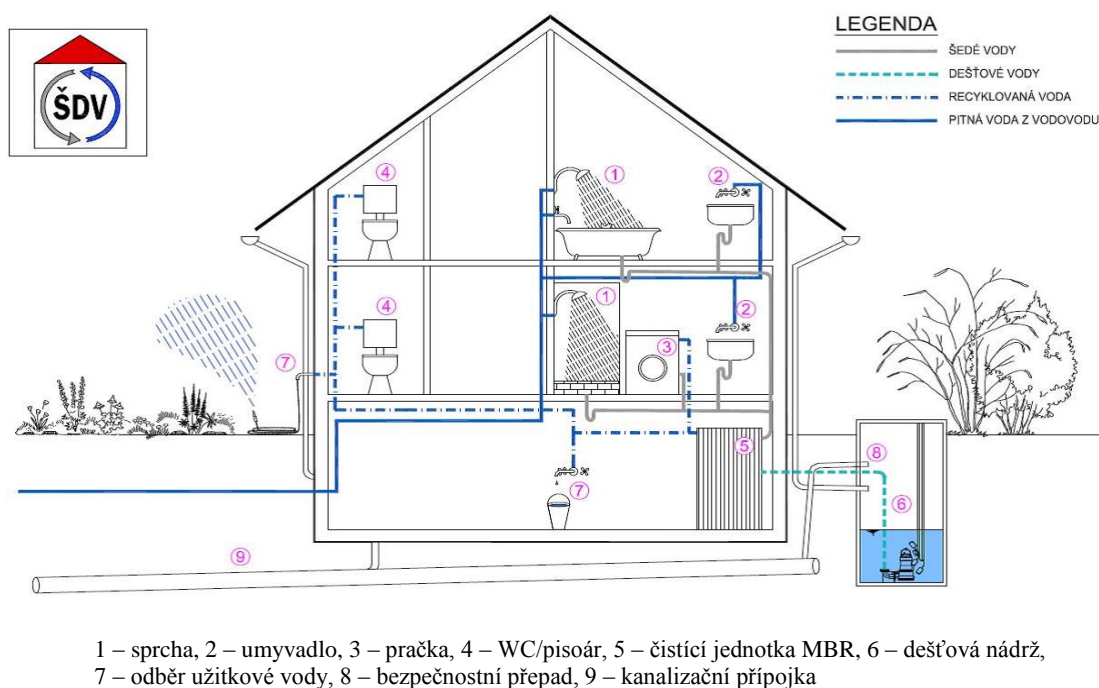 ŠDV
LEGENDA
ŠEDÉ VODY
DEŠŤOVÉ VODY
RECYKLOVANÁ VODA
PITNÁ VODA Z VODOVODU
4
1
2
4
1
2
3
7
5
8
7
6
9
1 – sprcha, 2 – umyvadlo, 3 – pračka, 4 – WC/pisoár, 5 – čistící jednotka MBR, 6 – dešťová nádrž,
7 – odběr užitkové vody, 8 – bezpečnostní přepad, 9 – kanalizační přípojka